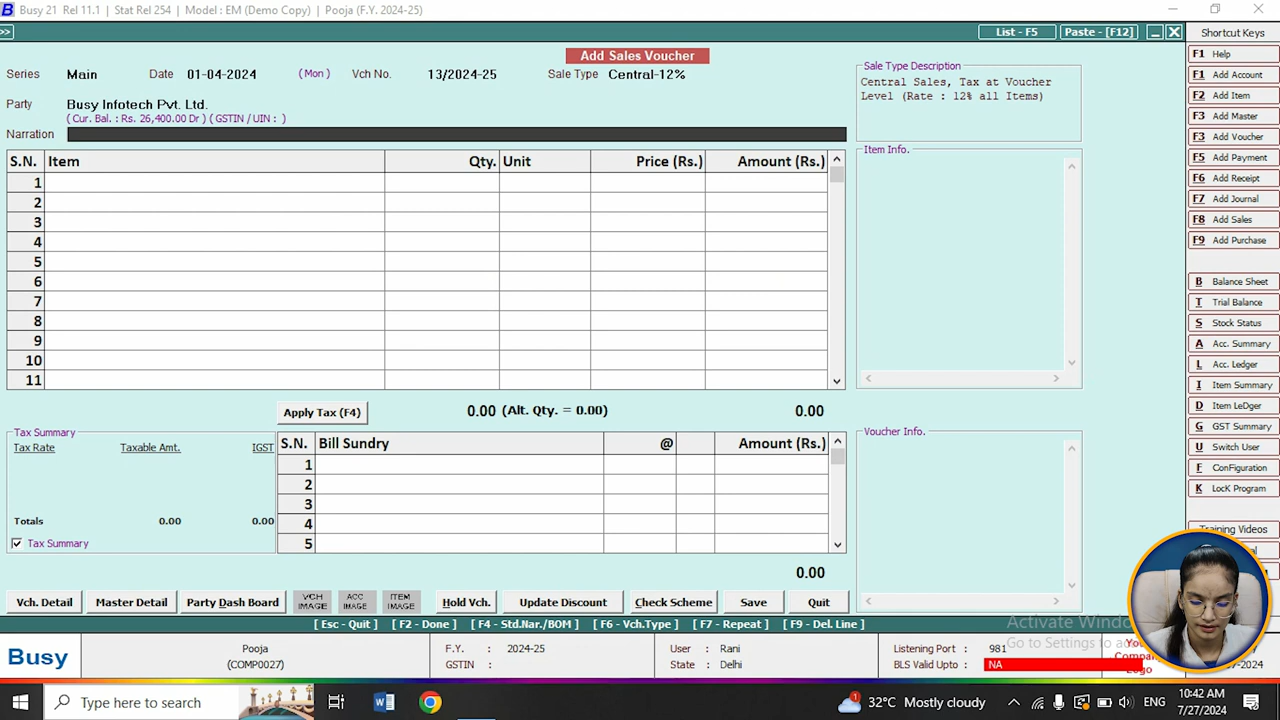 Busy 21 Rel 11.1 | Stat Rel 254 | Model : EM (Demo Copy) | Pooja (F.Y. 2024-25)
>> List - F5 Paste - [F12] Shortcut Keys
Add Sales Voucher
Series Main Date 01-04-2024 (Mon) Vch No. 13/2024-25 Sale Type Central-12%
Party Busy Infotech Pvt. Ltd.
( Cur. Bal. : Rs. 26,400.00 Dr ) ( GSTIN / UIN : )
Narration
Sale Type Description
Central Sales, Tax at Voucher
Level (Rate : 12% all Items)
Item Info.
S.N. Item Qty. Unit Price (Rs.) Amount (Rs.)
1
2
3
4
5
6
7
8
9
10
11
Apply Tax (F4) 0.00 (Alt. Qty. = 0.00) 0.00
Tax Summary
Tax Rate Taxable Amt. IGST
Totals 0.00 0.00
Tax Summary
S.N. Bill Sundry @ Amount (Rs.)
1
2
3
4
5
0.00
Voucher Info.
Vch. Detail Master Detail Party Dash Board VCH IMAGE ACC IMAGE ITEM IMAGE Hold Vch. Update Discount Check Scheme Save Quit
[ Esc - Quit ] [ F2 - Done ] [ F4 - Std.Nar./BOM ] [ F6 - Vch.Type ] [ F7 - Repeat ] [ F9 - Del. Line ]
F1 Help
F1 Add Account
F2 Add Item
F3 Add Master
F3 Add Voucher
F5 Add Payment
F6 Add Receipt
F7 Add Journal
F8 Add Sales
F9 Add Purchase
B Balance Sheet
T Trial Balance
S Stock Status
A Acc. Summary
L Acc. Ledger
I Item Summary
D Item LeDger
G GST Summary
U Switch User
F ConFiguration
K LocK Program
Training Videos
Activate
Go to Settings to
Busy Pooja F.Y. : 2024-25 User : Rani Listening Port : 981
(COMP0027) GSTIN : State : Delhi BLS Valid Upto : NA
Logo
-2024
Type here to search 32°C Mostly cloudy ENG 10:42 AM
7/27/2024